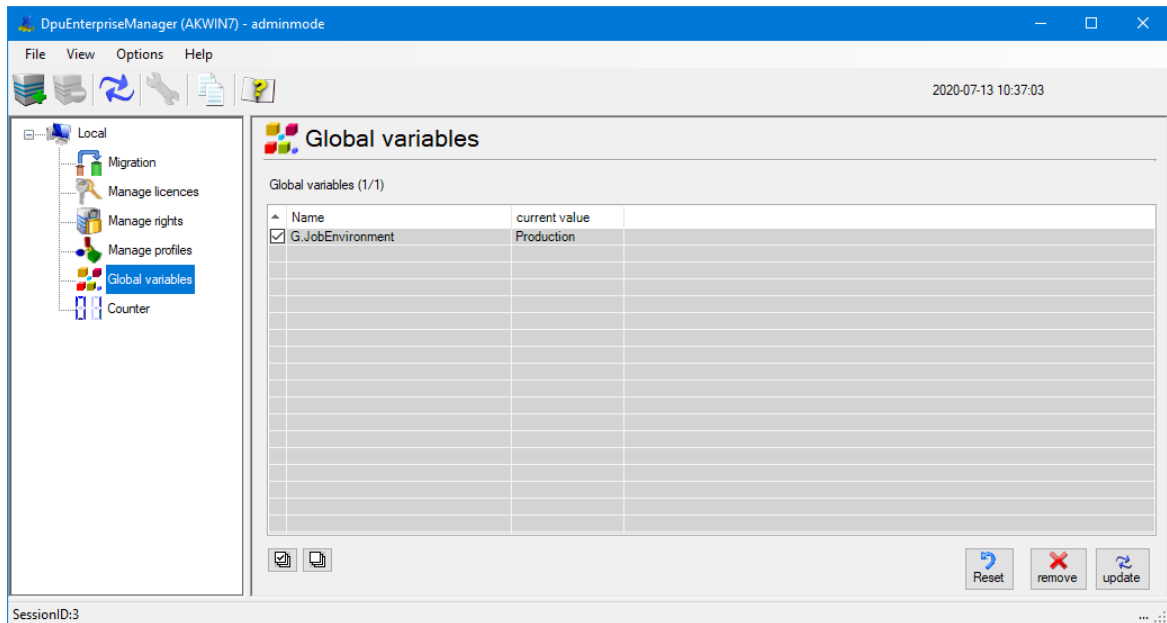 DpuEnterpriseManager (AKWIN7) - adminmode
File View Options Help
2020-07-13 10:37:03
Local
Migration
Manage licences
Manage rights
Manage profiles
Global variables
Counter
Global variables
Global variables (1/1)
Name current value
G.JobEnvironment Production
Reset remove update
SessionID:3 ...